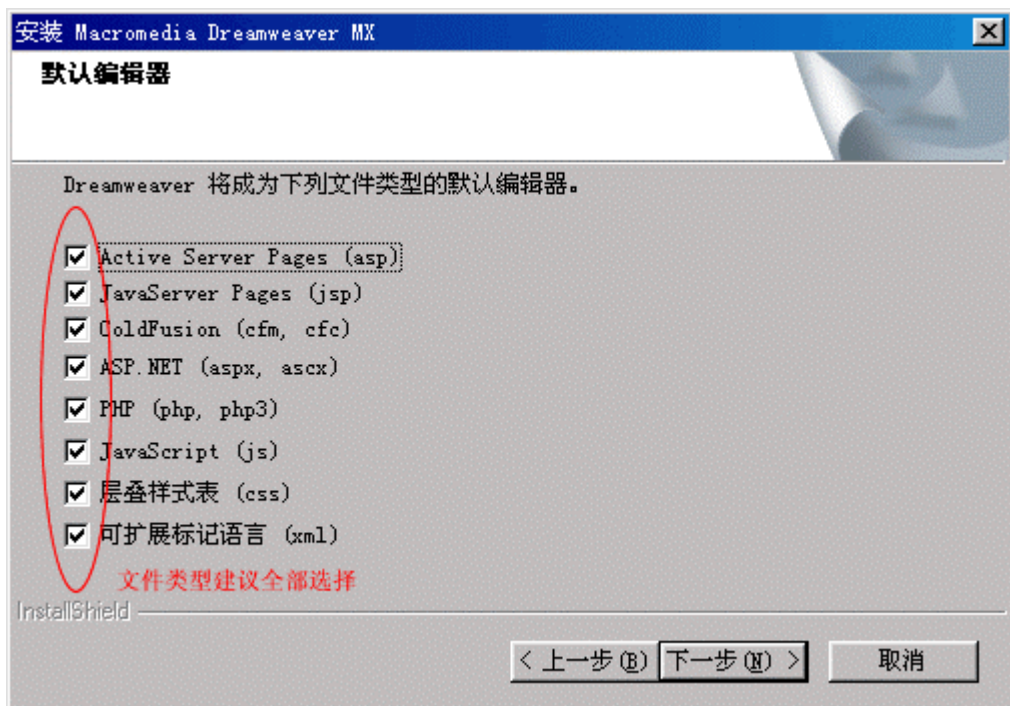 安装 Macromedia Dreamweaver MX
默认编辑器
Dreamweaver 将成为下列文件类型的默认编辑器。
Active Server Pages (asp)
JavaServer Pages (jsp)
ColdFusion (cfm, cfc)
ASP.NET (aspx, ascx)
PHP (php, php3)
JavaScript (js)
层叠样式表 (css)
可扩展标记语言 (xml)
文件类型建议全部选择
InstallShield
< 上一步(B) 下一步(N) > 取消